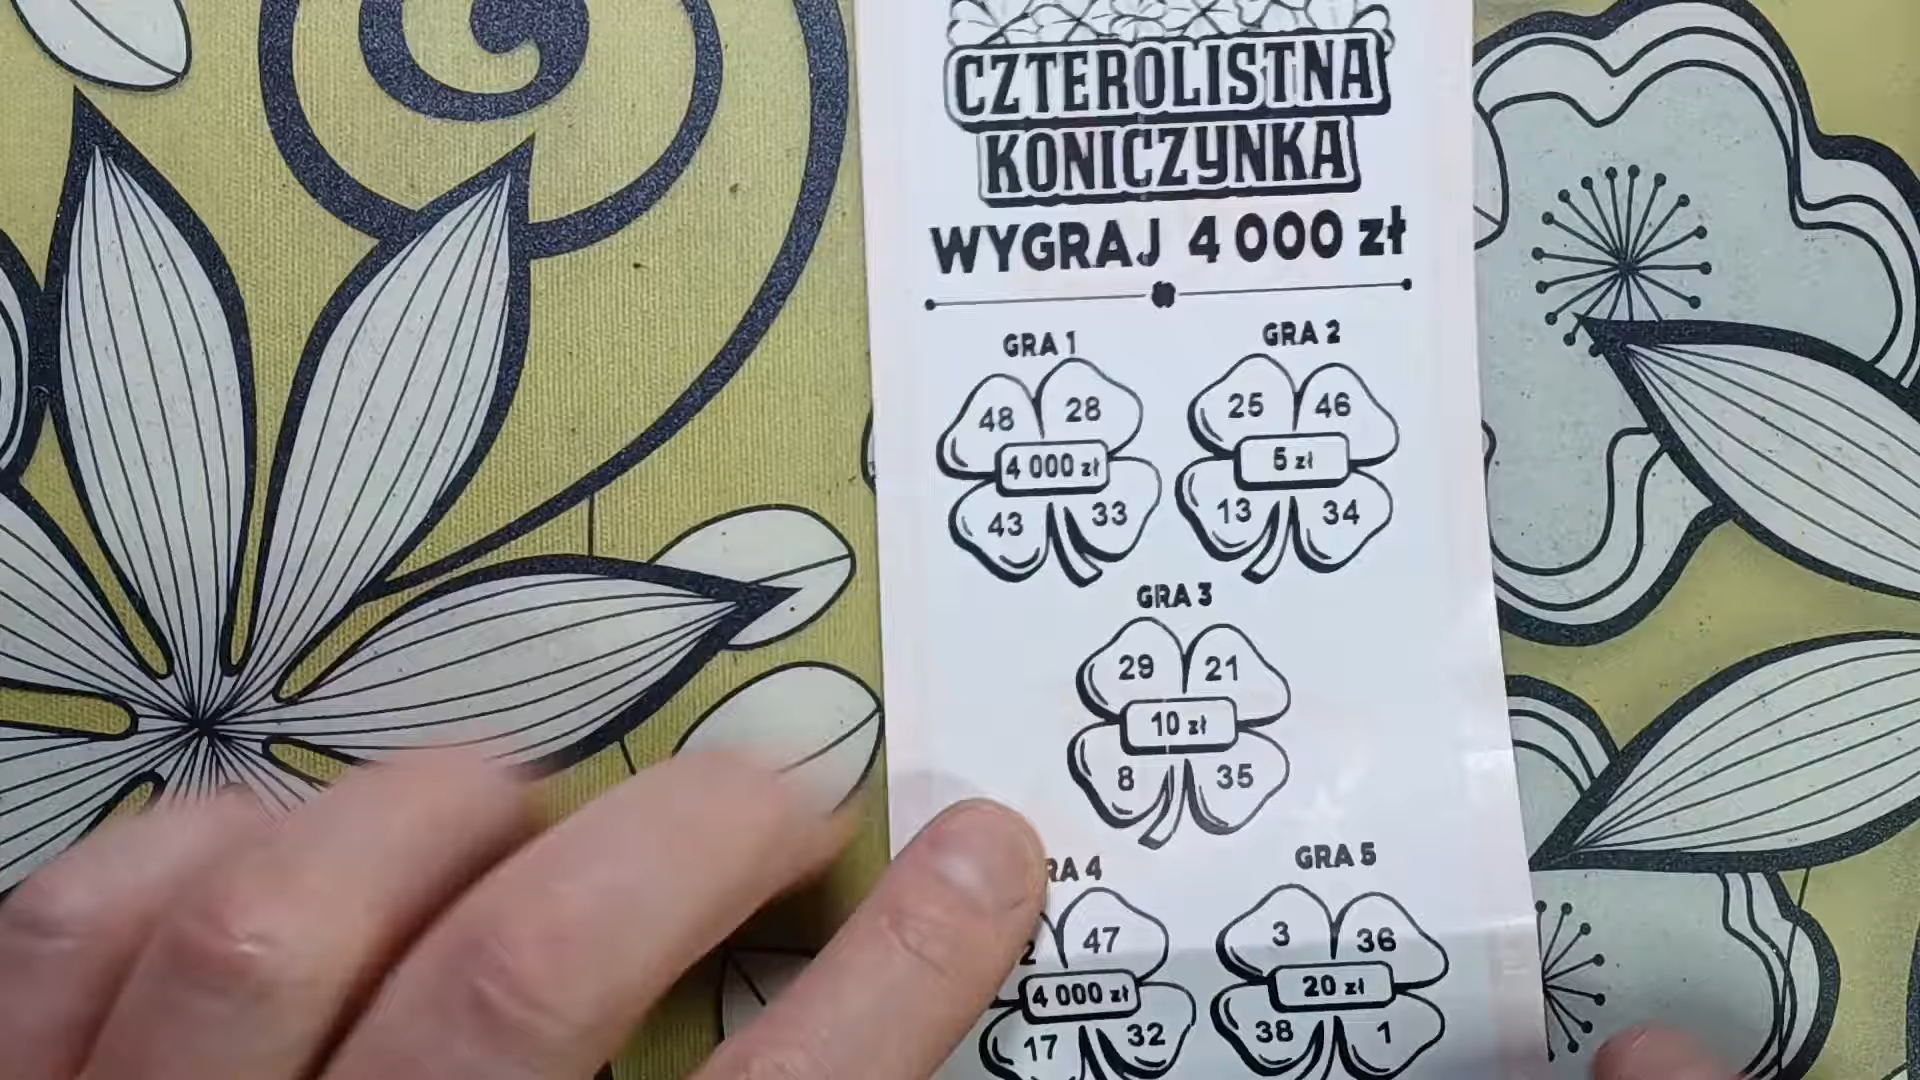 CZTEROLISTNA
KONICZYNKA
WYGRAJ 4 000 zł
GRA 1
GRA 2
48 28
4 000 zł
43 33
25 46
5 zł
13 34
GRA 3
29 21
10 zł
8 35
RA 4
GRA 5
2 47
4 000 zł
17 32
3 36
20 zł
38 1